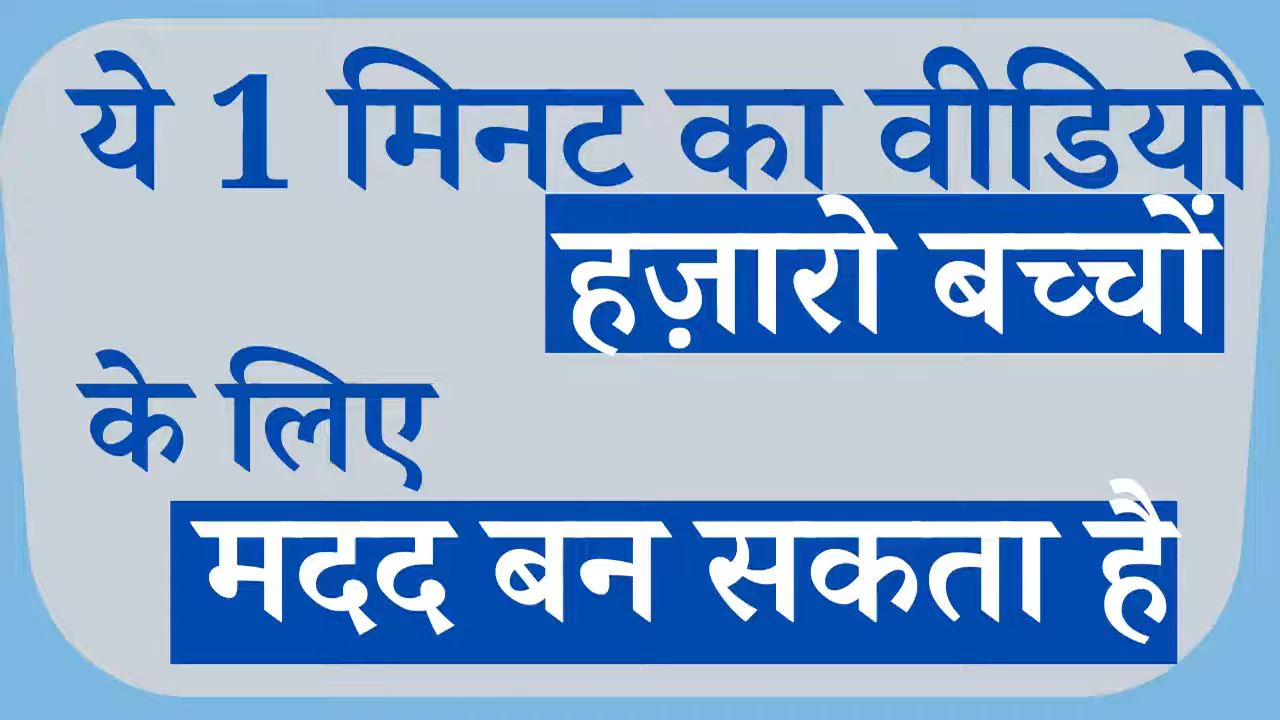 ये 1 मिनट का वीडियो
हज़ारो बच्चों
के लिए
मदद बन सकता है